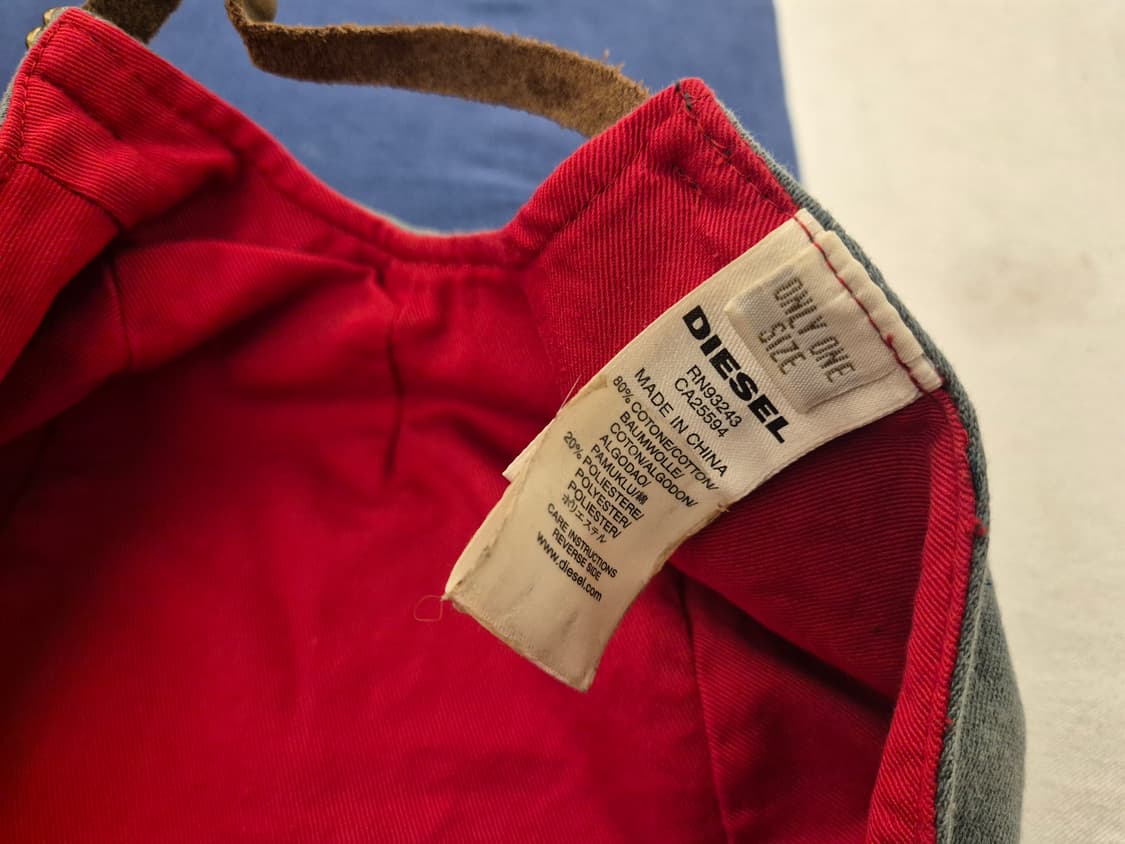 ONLY ONE
SIZE
DIESEL
RN93243
CA25594
MADE IN CHINA
80% COTONE/COTTON/
BAUMWOLLE/
COTON/ALGODON/
ALGODAO/
PAMUKLU/綿
20% POLIESTERE/
POLYESTER/
POLIESTER/
ポリエステル
CARE INSTRUCTIONS
REVERSE SIDE
www.diesel.com